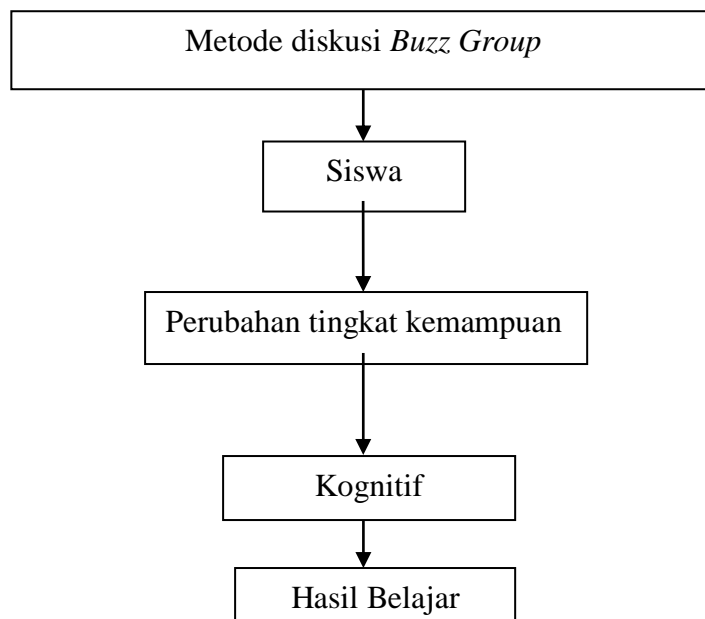 Metode diskusi Buzz Group
Siswa
Perubahan tingkat kemampuan
Kognitif
Hasil Belajar